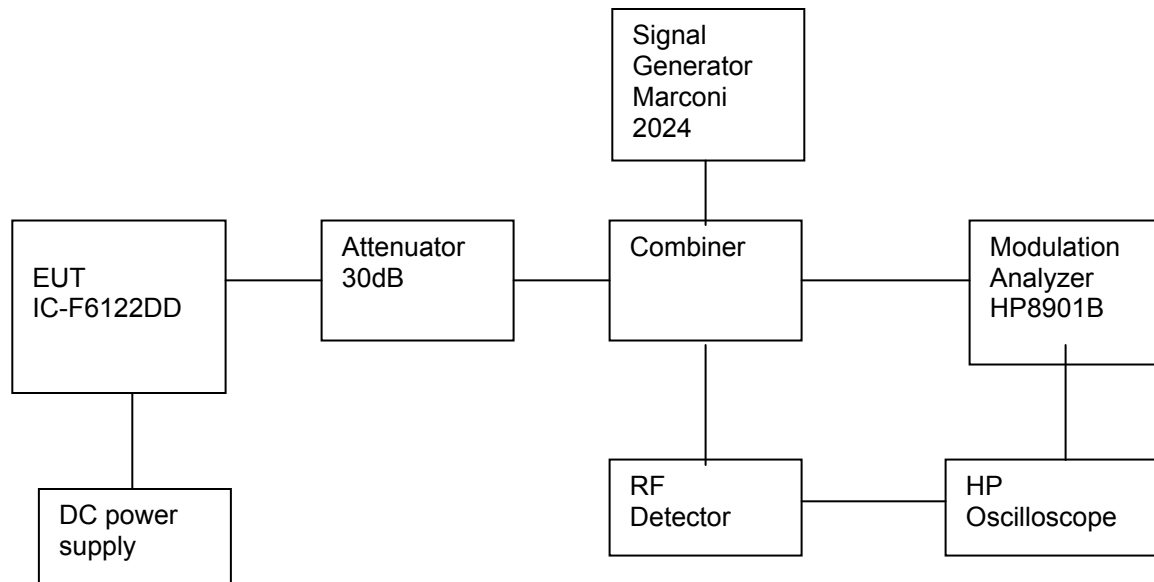 Signal
Generator
Marconi
2024
EUT
IC-F6122DD
Attenuator
30dB
Combiner
Modulation
Analyzer
HP8901B
DC power
supply
RF
Detector
HP
Oscilloscope